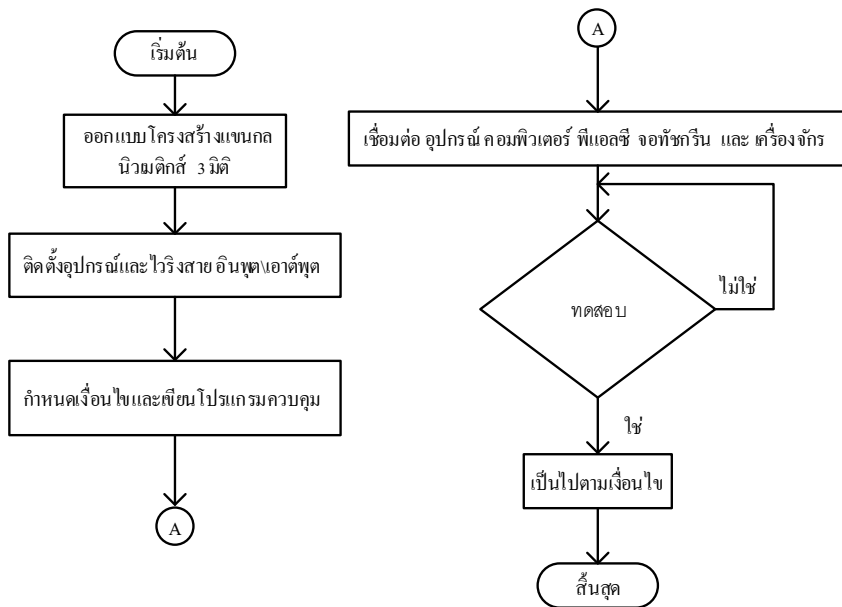 เริ่มต้น
ออกแบบโครงสร้างแขนกล
นิวเมติกส์ 3 มิติ
ติดตั้งอุปกรณ์และไวริงสาย อินพุต\เอาต์พุต
กำหนดเงื่อนไขและเขียนโปรแกรมควบคุม
A
A
เชื่อมต่อ อุปกรณ์ คอมพิวเตอร์ พีแอลซี จอทัชกรีน และ เครื่องจักร
ทดสอบ
ไม่ใช่
ใช่
เป็นไปตามเงื่อนไข
สิ้นสุด